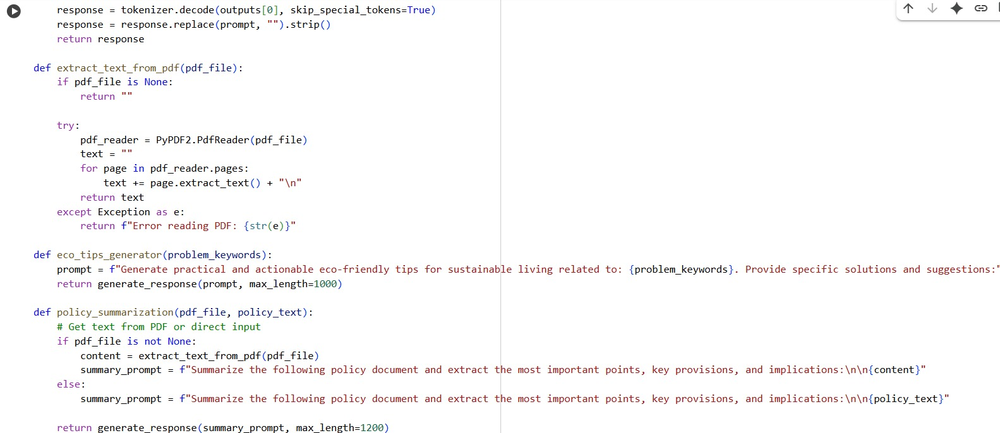 response = tokenizer.decode(outputs[0], skip_special_tokens=True)
    response = response.replace(prompt, "").strip()
    return response

def extract_text_from_pdf(pdf_file):
    if pdf_file is None:
        return ""

    try:
        pdf_reader = PyPDF2.PdfReader(pdf_file)
        text = ""
        for page in pdf_reader.pages:
            text += page.extract_text() + "\n"
        return text
    except Exception as e:
        return f"Error reading PDF: {str(e)}"

def eco_tips_generator(problem_keywords):
    prompt = f"Generate practical and actionable eco-friendly tips for sustainable living related to: {problem_keywords}. Provide specific solutions and suggestions:"
    return generate_response(prompt, max_length=1000)

def policy_summarization(pdf_file, policy_text):
    # Get text from PDF or direct input
    if pdf_file is not None:
        content = extract_text_from_pdf(pdf_file)
        summary_prompt = f"Summarize the following policy document and extract the most important points, key provisions, and implications:\n\n{content}"
    else:
        summary_prompt = f"Summarize the following policy document and extract the most important points, key provisions, and implications:\n\n{policy_text}"

    return generate_response(summary_prompt, max_length=1200)